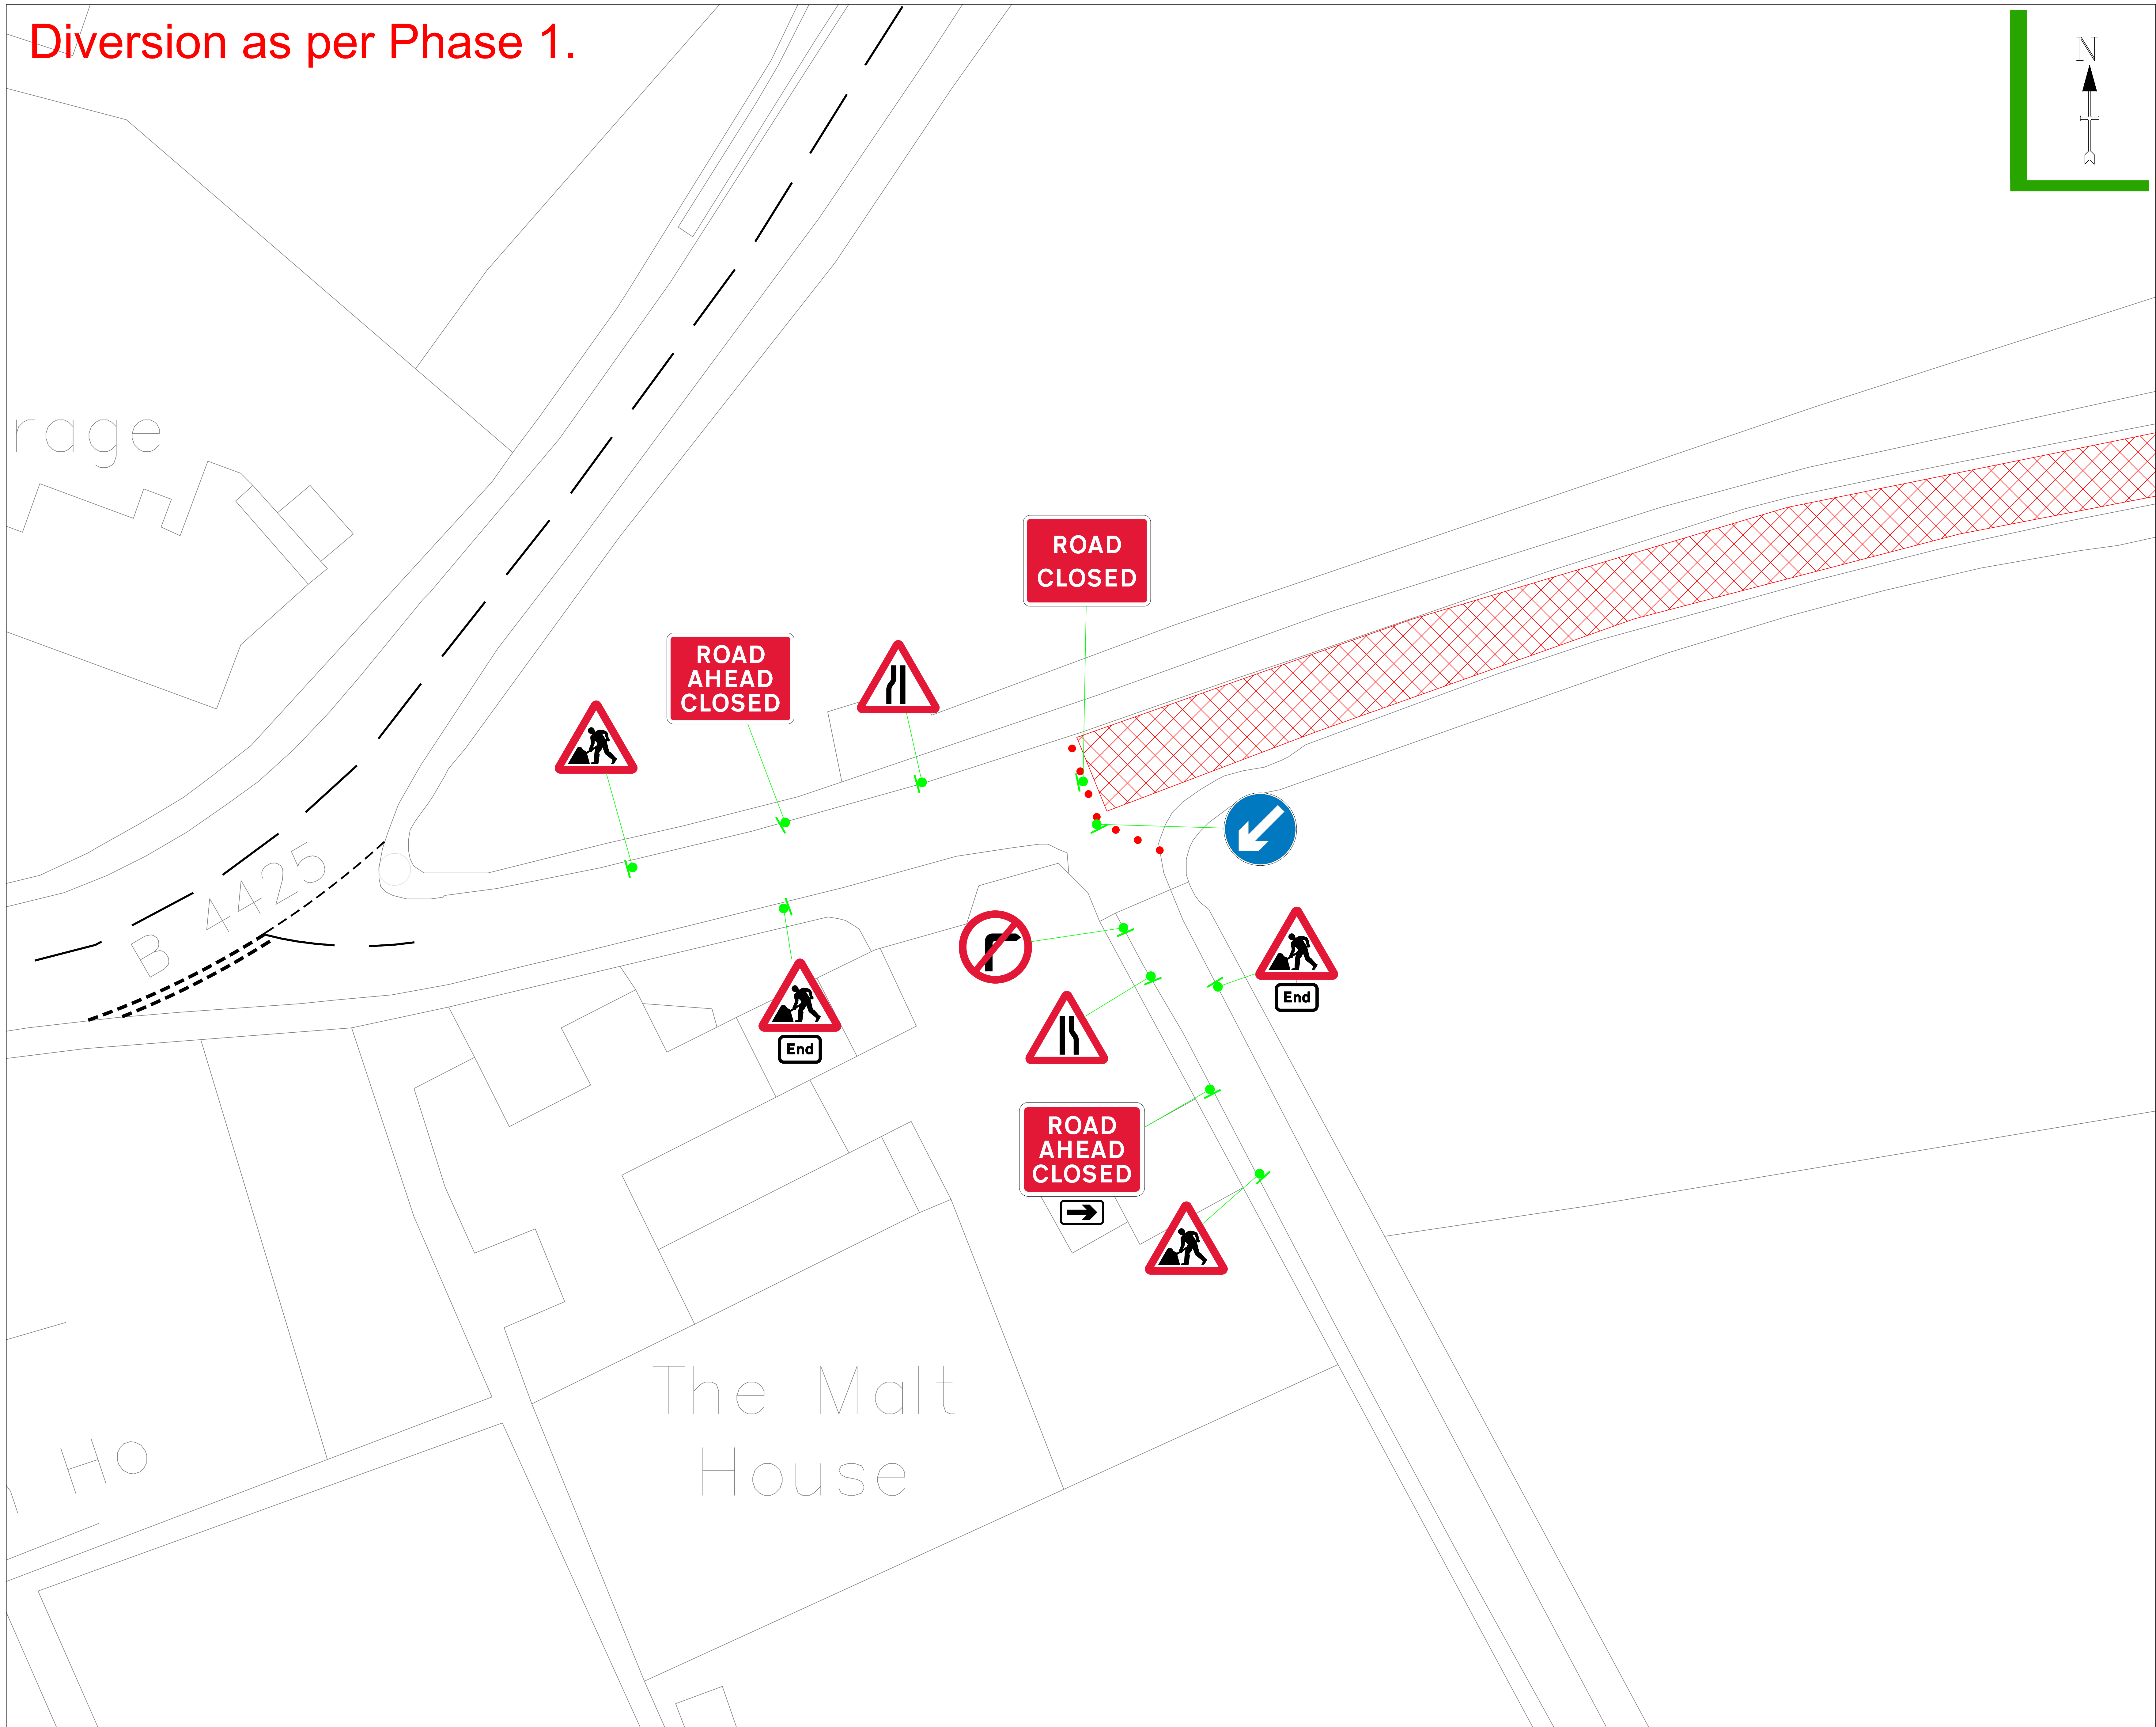 Diversion as per Phase 1.
N
rage
ROAD
CLOSED
ROAD
AHEAD
CLOSED
B 4425
End
End
ROAD
AHEAD
CLOSED
The Malt
House
Ho